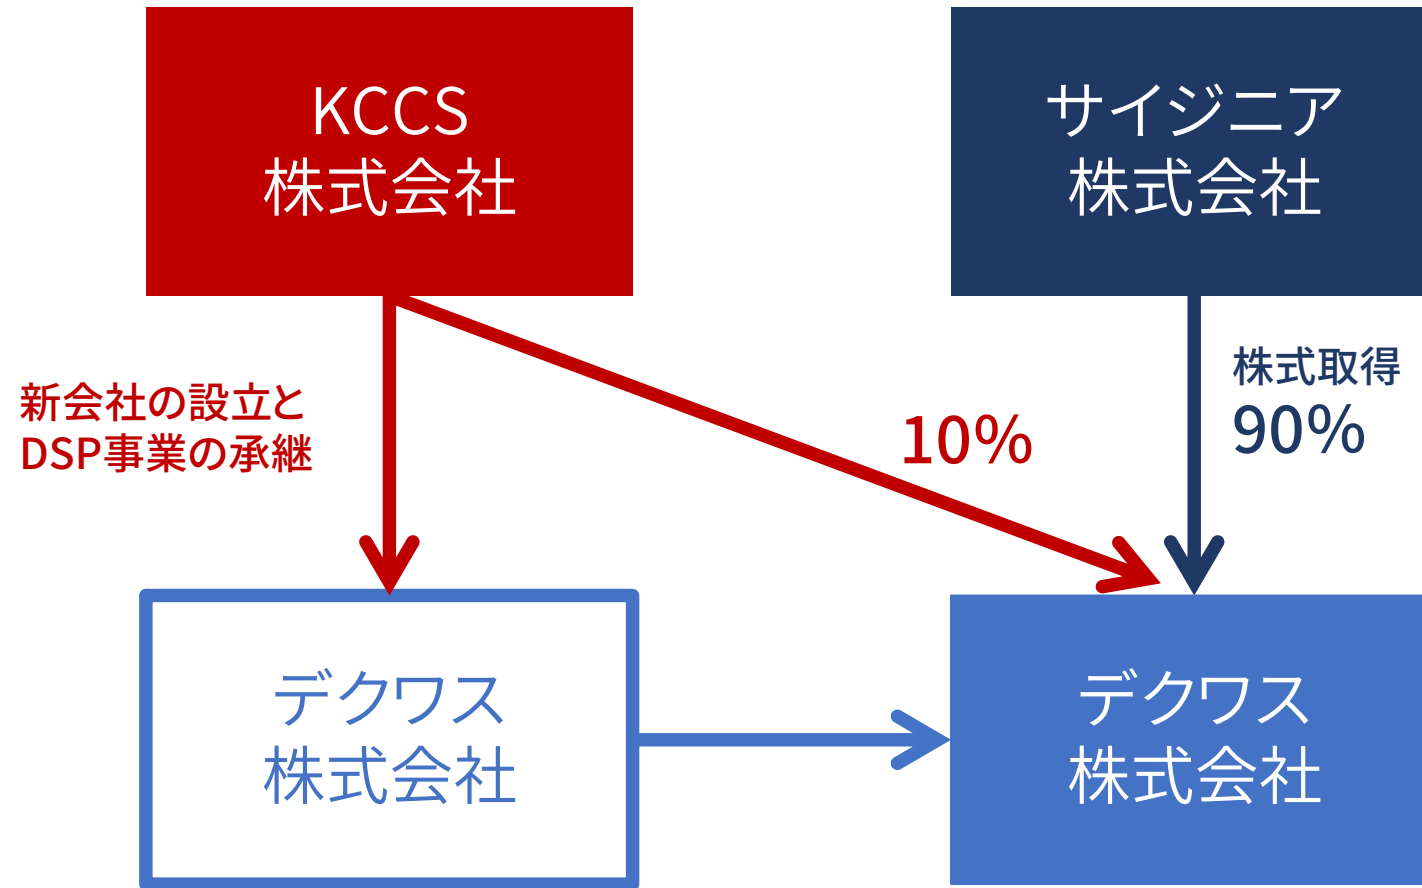 KCCS
株式会社
サイジニア
株式会社
新会社の設立と
DSP事業の承継
10%
株式取得
90%
デクワス
株式会社
デクワス
株式会社